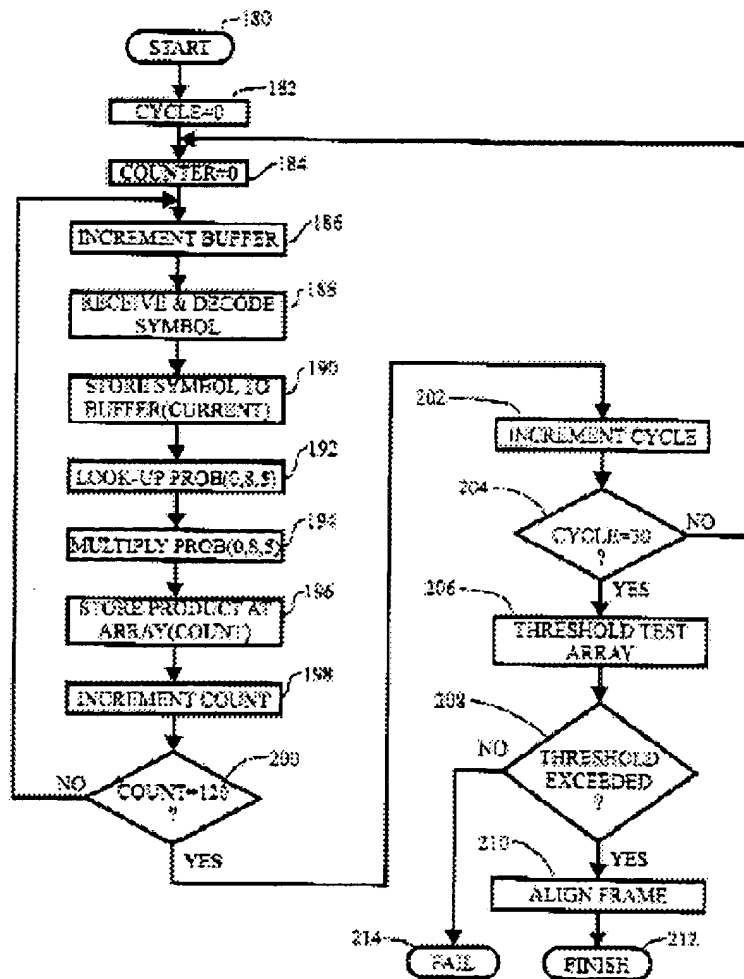 180
START
182
CYCLE=0
COUNTER=0
184
INCREMENT BUFFER
186
188
RECEIVE & DECODE
SYMBOL
190
STORE SYMBOL TO
BUFFER(CURRENT)
192
LOOK-UP PROB(0,8,5)
194
MULTIPLY PROB(0,8,5)
196
STORE PRODUCT AT
ARRAY(COUNT)
198
INCREMENT COUNT
200
NO
?
YES
202
INCREMENT CYCLE
204
NO
CYCLE=30
?
YES
206
THRESHOLD TEST
ARRAY
208
NO
THRESHOLD
EXCEEDED
?
YES
210
ALIGN FRAME
214
FAIL
212
FINISH